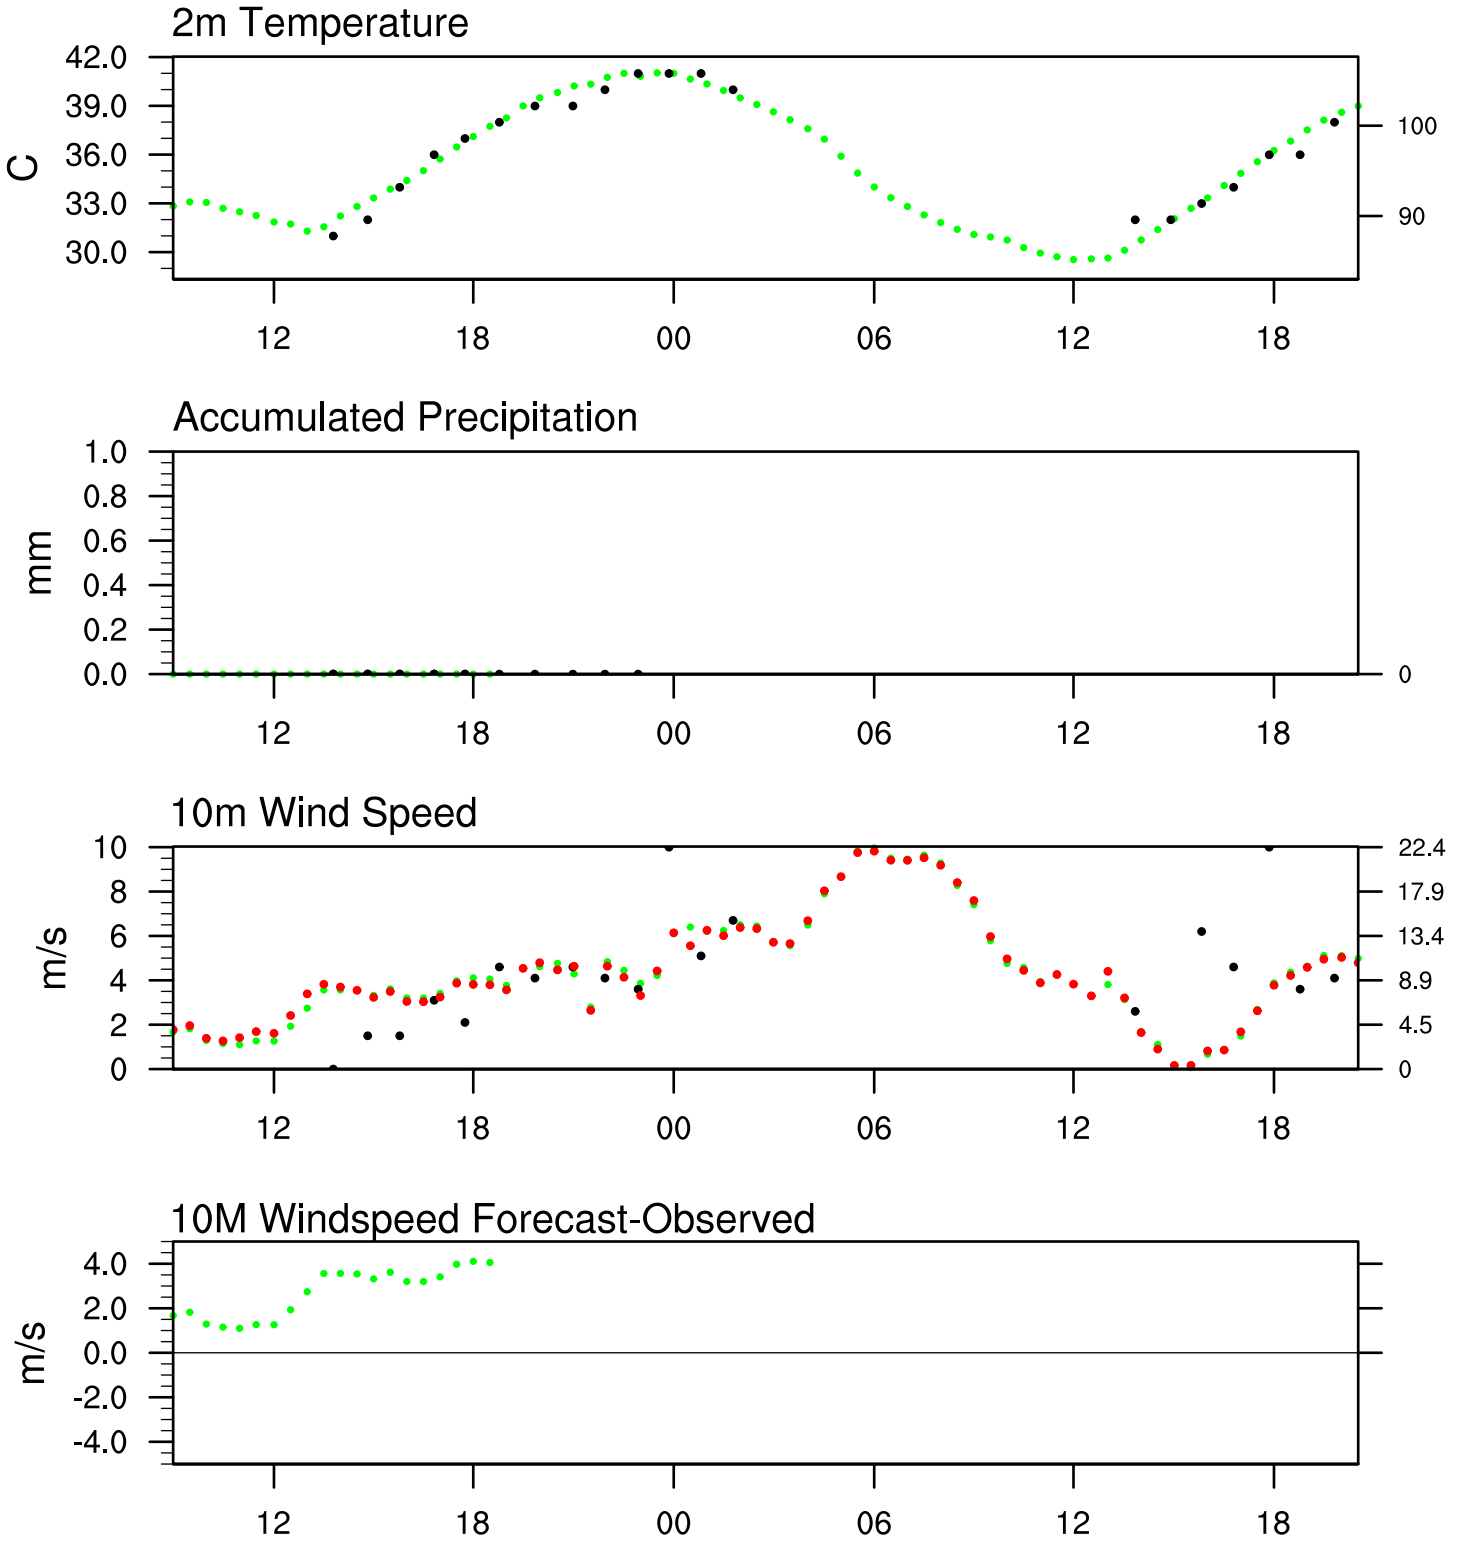 2m Temperature
42.0
39.0
36.0
33.0
30.0
C
100
90
12 18 00 06 12 18
Accumulated Precipitation
1.0
0.8
0.6
0.4
0.2
0.0
mm
0
12 18 00 06 12 18
10m Wind Speed
10
8
6
4
2
0
m/s
22.4
17.9
13.4
8.9
4.5
0
12 18 00 06 12 18
10M Windspeed Forecast-Observed
4.0
2.0
0.0
-2.0
-4.0
m/s
12 18 00 06 12 18